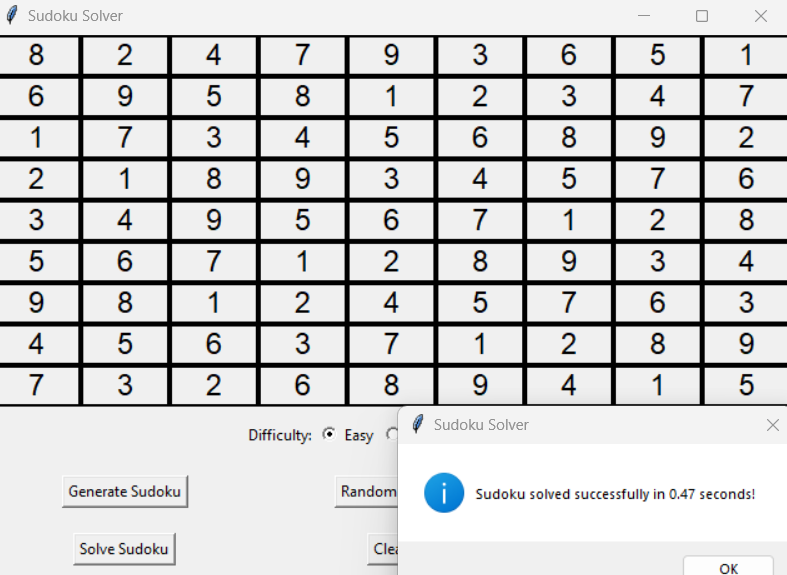 Sudoku Solver
8 2 4 7 9 3 6 5 1
6 9 5 8 1 2 3 4 7
1 7 3 4 5 6 8 9 2
2 1 8 9 3 4 5 7 6
3 4 9 5 6 7 1 2 8
5 6 7 1 2 8 9 3 4
9 8 1 2 4 5 7 6 3
4 5 6 3 7 1 2 8 9
7 3 2 6 8 9 4 1 5
Difficulty: Easy
Generate Sudoku Random
Solve Sudoku Clea
Sudoku Solver
Sudoku solved successfully in 0.47 seconds!
OK